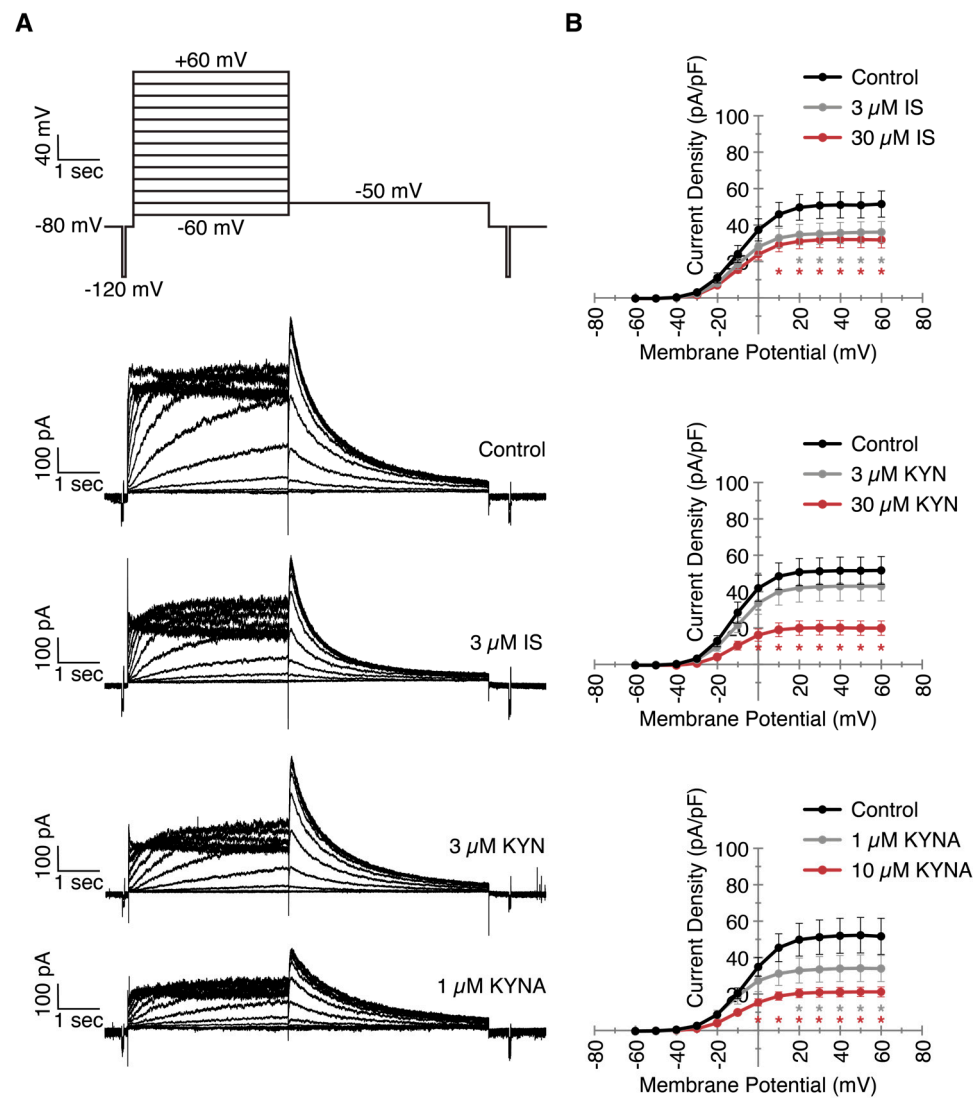 A
+60 mV
40 mV
1 sec
-50 mV
-80 mV
-60 mV
-120 mV
100 pA
1 sec
Control
100 pA
1 sec
3 µM IS
100 pA
1 sec
3 µM KYN
100 pA
1 sec
1 µM KYNA
B
Control
3 µM IS
30 µM IS
Current Density (pA/pF)
100
80
60
40
20
* * * * *
* * * * * *
-80 -60 -40 -20 0 20 40 60 80
Membrane Potential (mV)
Control
3 µM KYN
30 µM KYN
Current Density (pA/pF)
100
80
60
40
20
* * * * * * *
-80 -60 -40 -20 0 20 40 60 80
Membrane Potential (mV)
Control
1 µM KYNA
10 µM KYNA
Current Density (pA/pF)
100
80
60
40
20
* * * * *
* * * * * * *
-80 -60 -40 -20 0 20 40 60 80
Membrane Potential (mV)